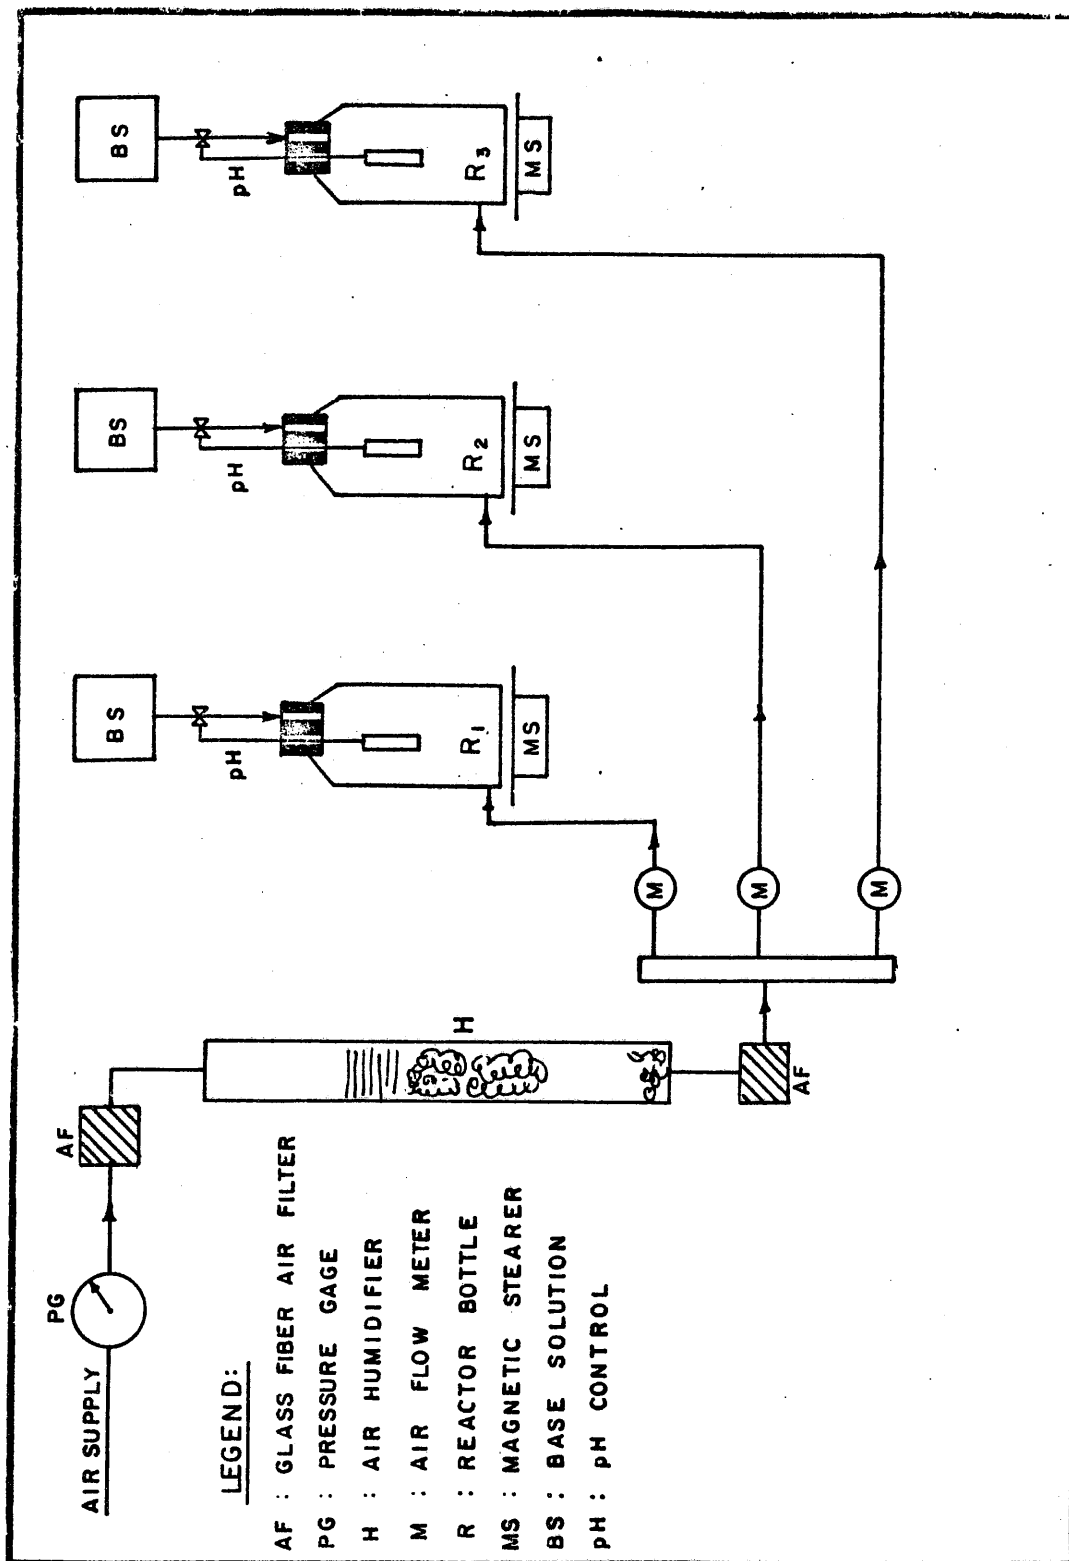 AIR SUPPLY
PG
AF
H
AF
M
M
M
BS
pH
R1
MS
BS
pH
R2
MS
BS
pH
R3
MS
LEGEND:
AF : GLASS FIBER AIR FILTER
PG : PRESSURE GAGE
H : AIR HUMIDIFIER
M : AIR FLOW METER
R : REACTOR BOTTLE
MS : MAGNETIC STEARER
BS : BASE SOLUTION
pH : pH CONTROL